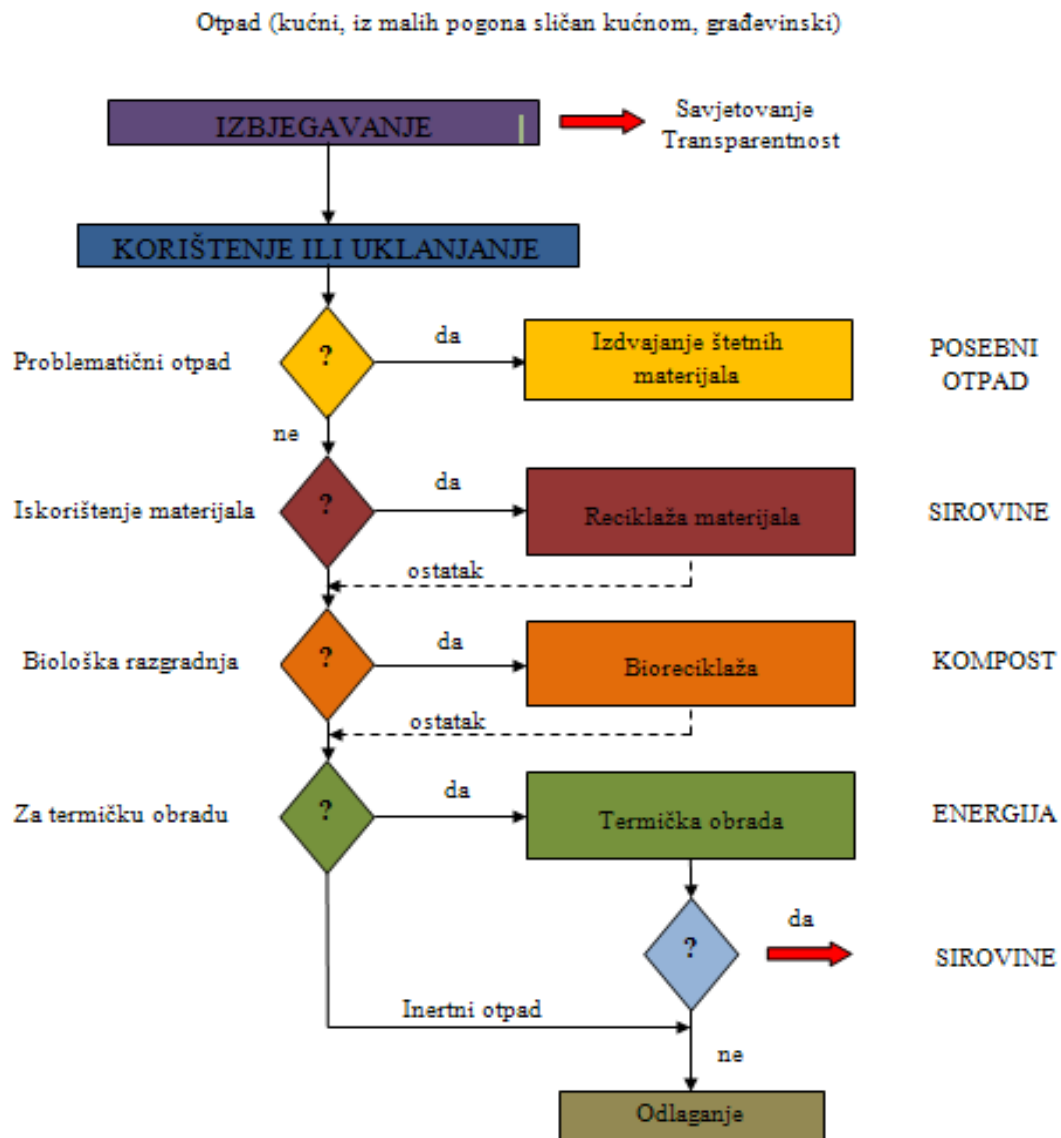 Otpad (kućni, iz malih pogona sličan kućnom, građevinski)
IZBJEGAVANJE
Savjetovanje
Transparentnost
KORIŠTENJE ILI UKLANJANJE
Problematični otpad
?
da
Izdvajanje štetnih
materijala
POSEBNI
OTPAD
ne
Iskorištenje materijala
?
da
Reciklaža materijala
SIROVINE
ostatak
Biološka razgradnja
?
da
Bioreciklaža
KOMPOST
ostatak
Za termičku obradu
?
da
Termička obrada
ENERGIJA
?
da
SIROVINE
Inertni otpad
ne
Odlaganje